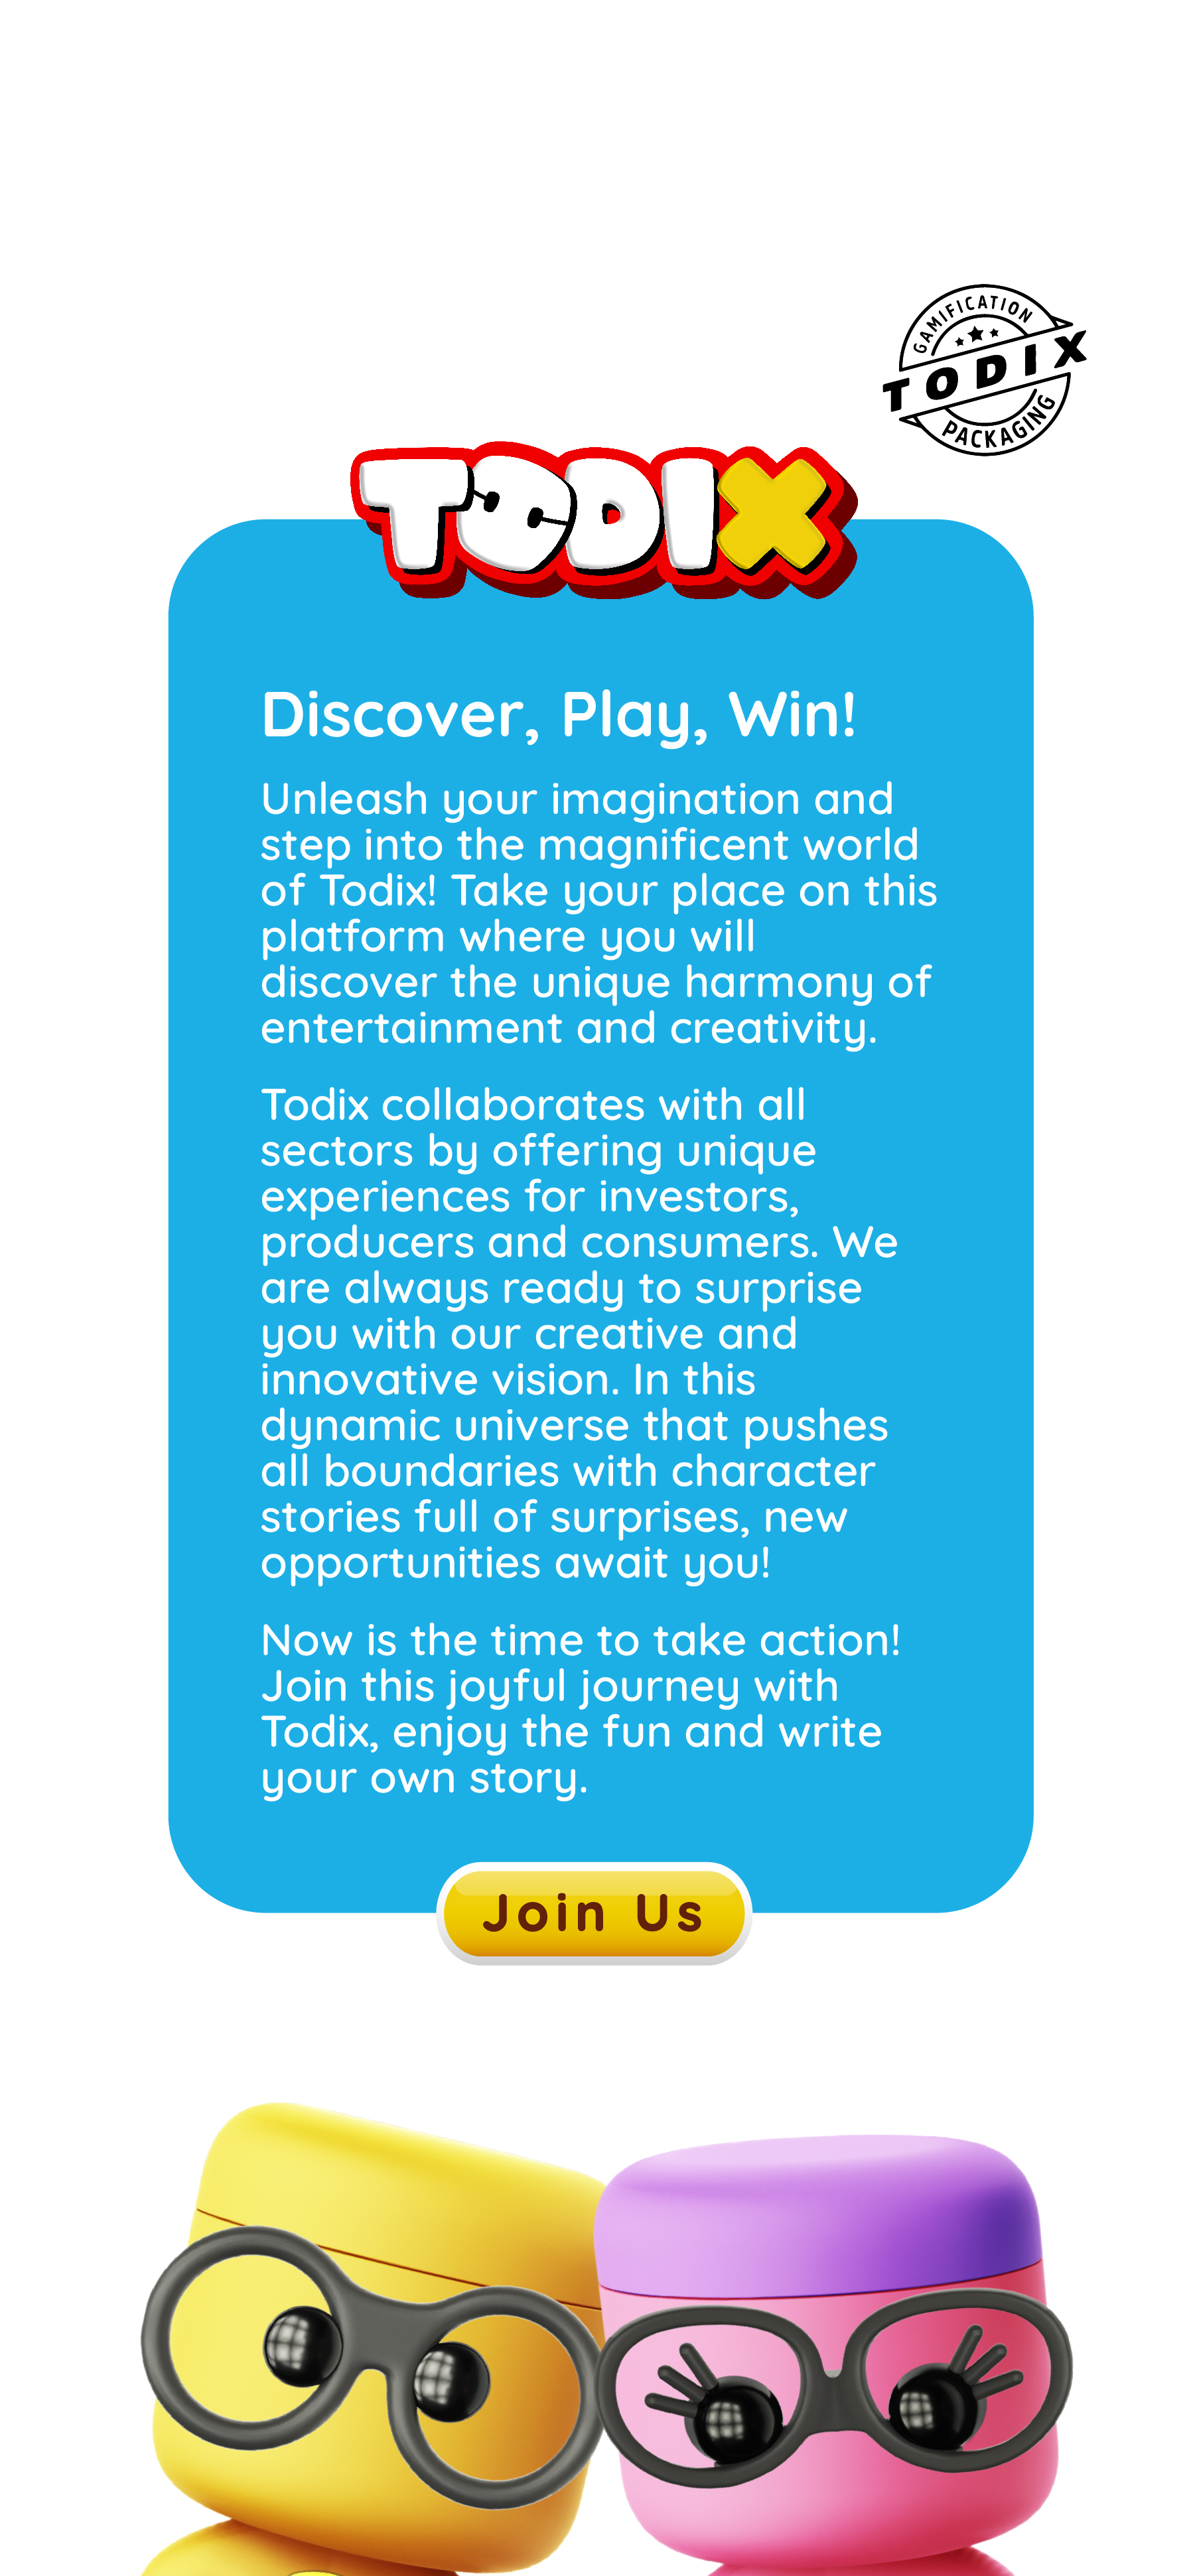 GAMIFICATION
TODIX
PACKAGING
TODIX
Discover, Play, Win!
Unleash your imagination and
step into the magnificent world
of Todix! Take your place on this
platform where you will
discover the unique harmony of
entertainment and creativity.
Todix collaborates with all
sectors by offering unique
experiences for investors,
producers and consumers. We
are always ready to surprise
you with our creative and
innovative vision. In this
dynamic universe that pushes
all boundaries with character
stories full of surprises, new
opportunities await you!
Now is the time to take action!
Join this joyful journey with
Todix, enjoy the fun and write
your own story.
Join Us